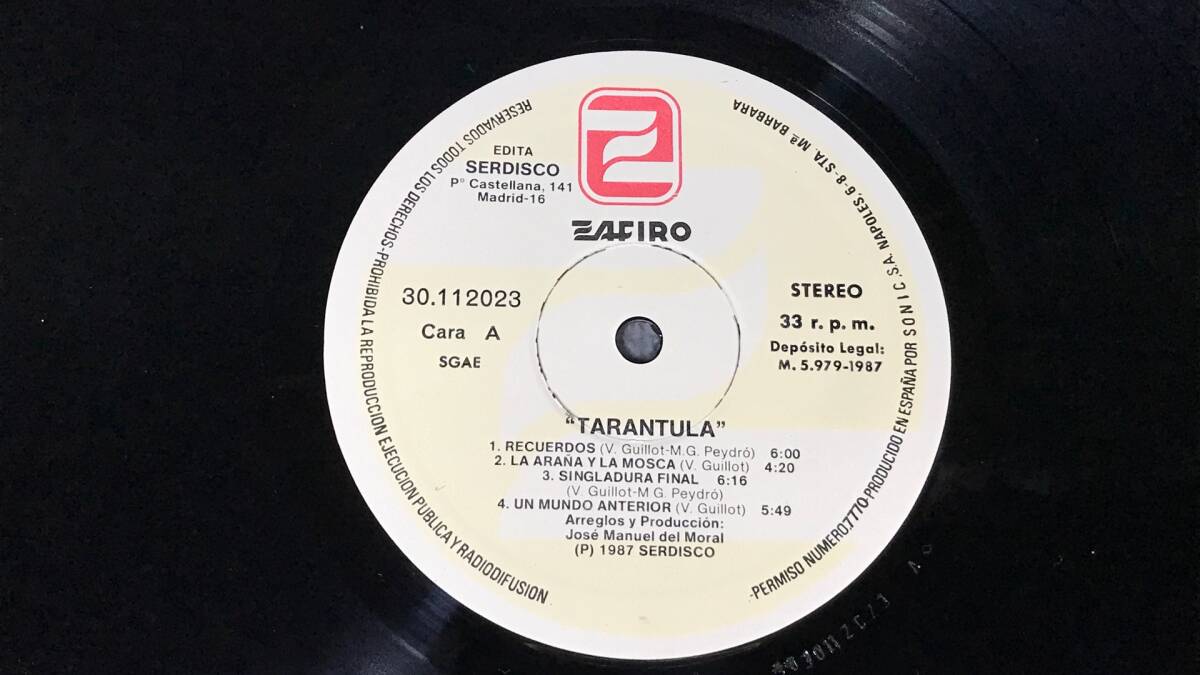 EDITA
SERDISCO
Pº Castellana, 141
Madrid-16
ZAFIRO
30.112023
Cara A
SGAE
STEREO
33 r. p. m.
Depósito Legal:
M. 5.979-1987
"TARANTULA"
1. RECUERDOS (V. Guillot-M.G. Peydró) 6:00
2. LA ARAÑA Y LA MOSCA (V. Guillot) 4:20
3. SINGLADURA FINAL 6:16
(V. Guillot-M G. Peydró)
4. UN MUNDO ANTERIOR (V. Guillot) 5:49
Arreglos y Producción:
José Manuel del Moral
(P) 1987 SERDISCO
RESERVADOS TODOS LOS DERECHOS-PROHIBIDA LA REPRODUCCION EJECUCION PUBLICA Y RADIODIFUSION
-PERMISO NUMERO.7770-PRODUCIDO EN ESPAÑA POR SONIC, S.A. NAPOLES, 6-8-STA. Mª BARBARA